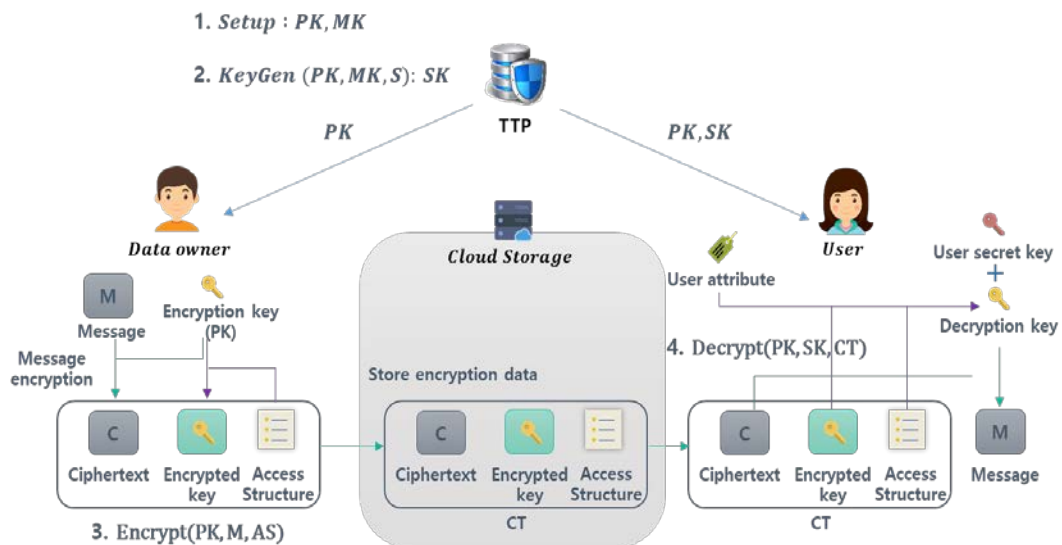 1. Setup : PK, MK
2. KeyGen (PK, MK, S): SK
TTP
PK
PK, SK
Data owner
Cloud Storage
User
User secret key
User attribute
M
Message
Encryption key
(PK)
Decryption key
Message
encryption
4. Decrypt(PK, SK, CT)
Store encryption data
C
Ciphertext
Encrypted
key
Access
Structure
C
Ciphertext
Encrypted
key
Access
Structure
CT
C
Ciphertext
Encrypted
key
Access
Structure
CT
M
Message
3. Encrypt(PK, M, AS)